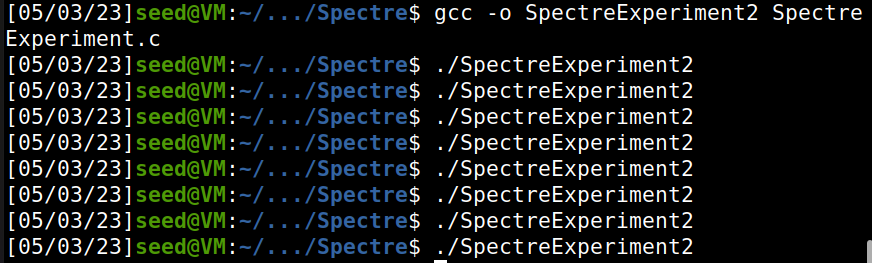 [05/03/23]seed@VM:~/.../Spectre$ gcc -o SpectreExperiment2 Spectre
Experiment.c
[05/03/23]seed@VM:~/.../Spectre$ ./SpectreExperiment2
[05/03/23]seed@VM:~/.../Spectre$ ./SpectreExperiment2
[05/03/23]seed@VM:~/.../Spectre$ ./SpectreExperiment2
[05/03/23]seed@VM:~/.../Spectre$ ./SpectreExperiment2
[05/03/23]seed@VM:~/.../Spectre$ ./SpectreExperiment2
[05/03/23]seed@VM:~/.../Spectre$ ./SpectreExperiment2
[05/03/23]seed@VM:~/.../Spectre$ ./SpectreExperiment2
[05/03/23]seed@VM:~/.../Spectre$ ./SpectreExperiment2